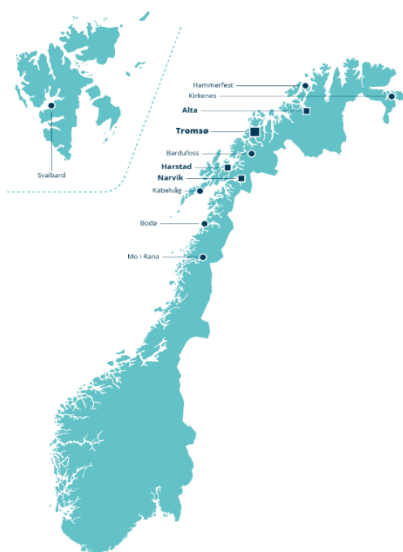 Hammerfest
Kirkenes
Alta
Tromsø
Bardufoss
Harstad
Narvik
Kabelvåg
Svalbard
Bodø
Mo i Rana